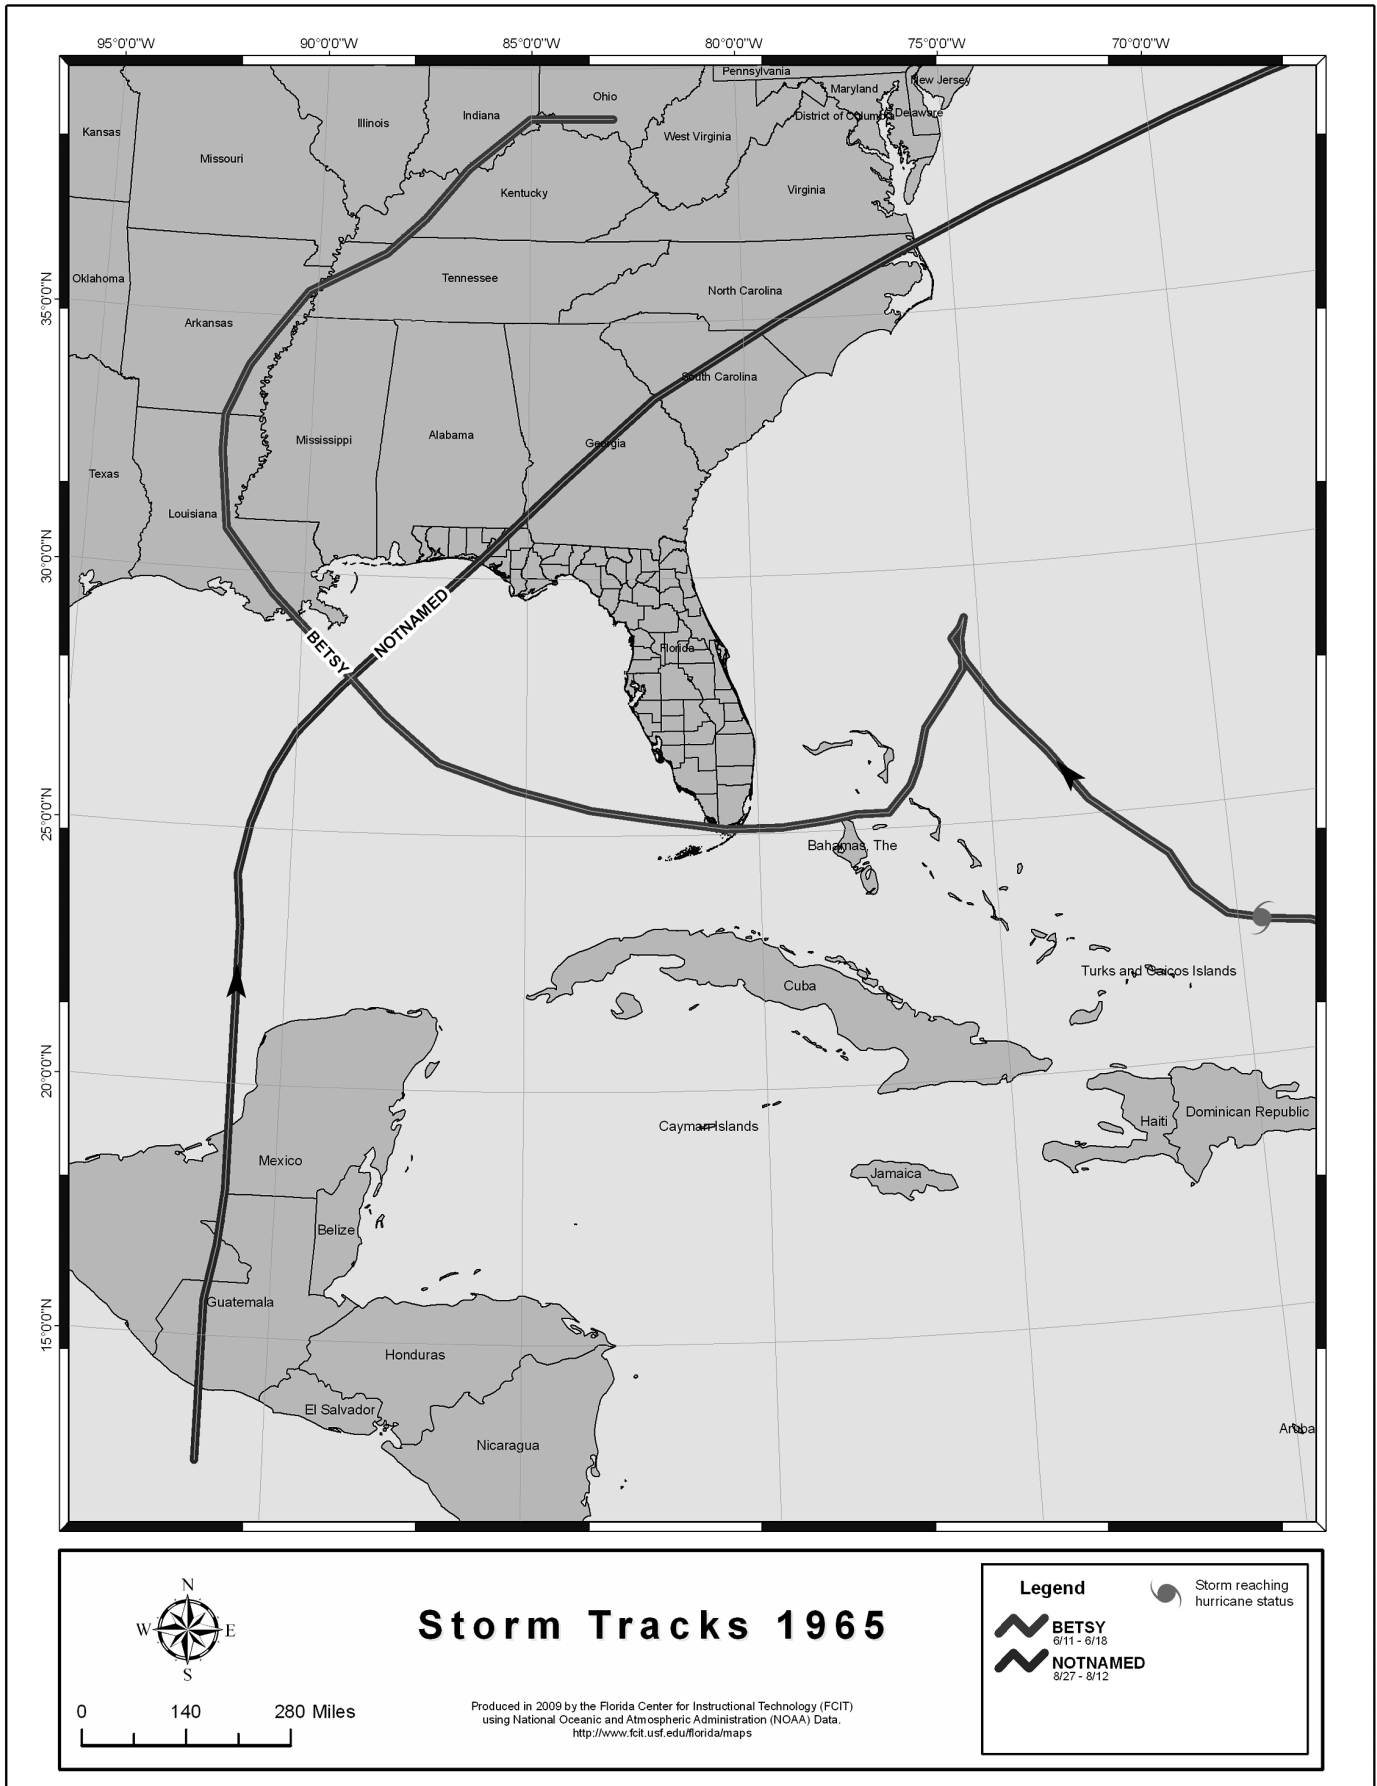 95°0'0"W 90°0'0"W 85°0'0"W 80°0'0"W 75°0'0"W 70°0'0"W
Pennsylvania
New Jersey
Maryland
Ohio
Indiana
District of Columbia
Delaware
Illinois
Kansas
West Virginia
Missouri
Virginia
Kentucky
Oklahoma
Tennessee
North Carolina
35°0'0"N
Arkansas
South Carolina
Alabama
Mississippi
Georgia
Texas
Louisiana
30°0'0"N
NOTNAMED
BETSY
Florida
25°0'0"N
Bahamas, The
Turks and Caicos Islands
Cuba
20°0'0"N
Dominican Republic
Haiti
Cayman Islands
Mexico
Jamaica
Belize
Guatemala
15°0'0"N
Honduras
El Salvador
Aruba
Nicaragua
N
W E
S
0 140 280 Miles
Storm Tracks 1965
Produced in 2009 by the Florida Center for Instructional Technology (FCIT)
using National Oceanic and Atmospheric Administration (NOAA) Data.
http://www.fcit.usf.edu/florida/maps
Legend
BETSY
6/11 - 6/18
NOTNAMED
8/27 - 8/12
Storm reaching
hurricane status